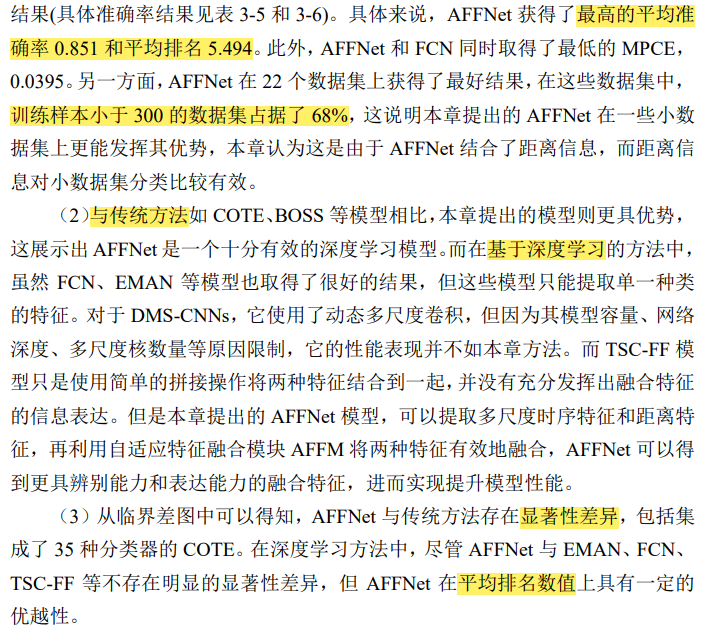 结果(具体准确率结果见表 3-5 和 3-6)。具体来说，AFFNet 获得了最高的平均准
确率 0.851 和平均排名 5.494。此外，AFFNet 和 FCN 同时取得了最低的 MPCE，
0.0395。另一方面，AFFNet 在 22 个数据集上获得了最好结果，在这些数据集中，
训练样本小于 300 的数据集占据了 68%，这说明本章提出的 AFFNet 在一些小数
据集上更能发挥其优势，本章认为这是由于 AFFNet 结合了距离信息，而距离信
息对小数据集分类比较有效。
（2）与传统方法如 COTE、BOSS 等模型相比，本章提出的模型则更具优势，
这展示出 AFFNet 是一个十分有效的深度学习模型。而在基于深度学习的方法中，
虽然 FCN、EMAN 等模型也取得了很好的结果，但这些模型只能提取单一种类
的特征。对于 DMS-CNNs，它使用了动态多尺度卷积，但因为其模型容量、网络
深度、多尺度核数量等原因限制，它的性能表现并不如本章方法。而 TSC-FF 模
型只是使用简单的拼接操作将两种特征结合到一起，并没有充分发挥出融合特征
的信息表达。但是本章提出的 AFFNet 模型，可以提取多尺度时序特征和距离特
征，再利用自适应特征融合模块 AFFM 将两种特征有效地融合，AFFNet 可以得
到更具辨别能力和表达能力的融合特征，进而实现提升模型性能。
（3）从临界差图中可以得知，AFFNet 与传统方法存在显著性差异，包括集
成了 35 种分类器的 COTE。在深度学习方法中，尽管 AFFNet 与 EMAN、FCN、
TSC-FF 等不存在明显的显著性差异，但 AFFNet 在平均排名数值上具有一定的
优越性。